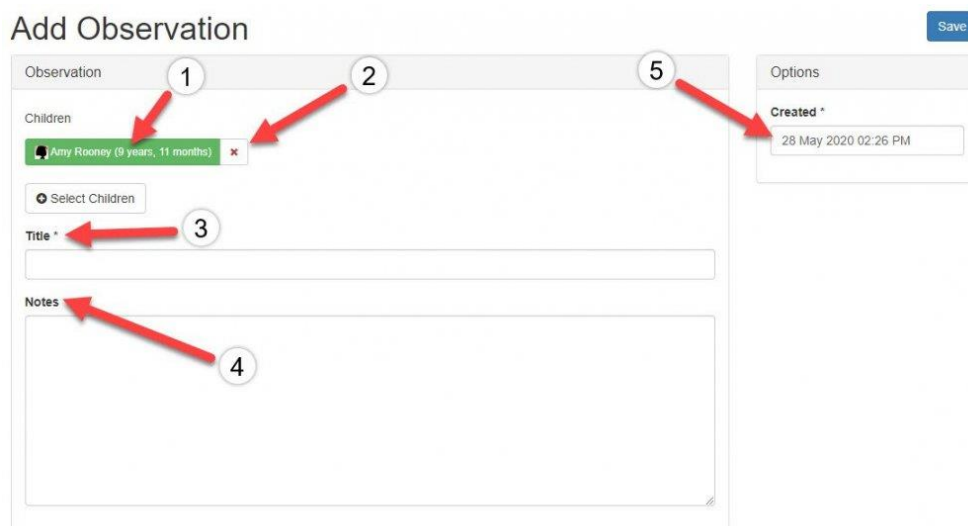 Add Observation
Save
Observation
1
2
5
Options
Children
Created *
Amy Rooney (9 years, 11 months) ×
28 May 2020 02:26 PM
Select Children
Title *
3
Notes
4